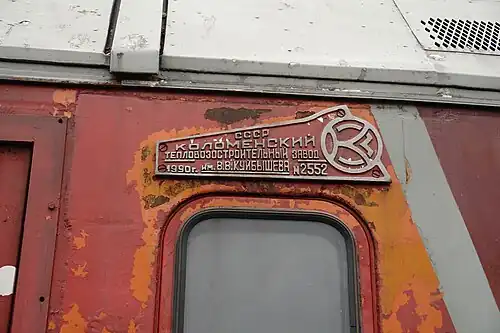 СССР
КОЛОМЕНСКИЙ
ТЕПЛОВОЗОСТРОИТЕЛЬНЫЙ ЗАВОД
1990г. им. В.В.КУЙБЫШЕВА №2552